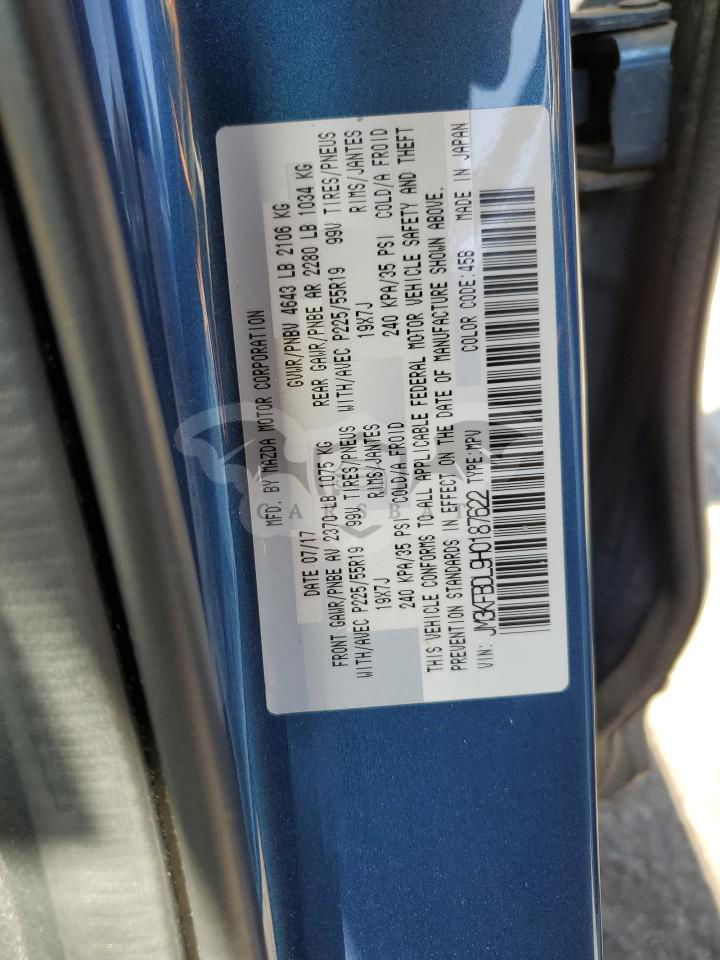 MFD. BY MAZDA MOTOR CORPORATION
DATE 07/17 GVWR/PNBV 4643 LB 2106 KG
FRONT GAWR/PNBE AV 2370 LB 1075 KG REAR GAWR/PNBE AR 2280 LB 1034 KG
WITH/AVEC P225/55R19 99V TIRES/PNEUS WITH/AVEC P225/55R19 99V TIRES/PNEUS
19X7J RIMS/JANTES 19X7J RIMS/JANTES
240 KPA/35 PSI COLD/A FROID 240 KPA/35 PSI COLD/A FROID
THIS VEHICLE CONFORMS TO ALL APPLICABLE FEDERAL MOTOR VEHICLE SAFETY AND THEFT
PREVENTION STANDARDS IN EFFECT ON THE DATE OF MANUFACTURE SHOWN ABOVE.
VIN: JM3KFBDL9H0187622 TYPE:MPV COLOR CODE:45B MADE IN JAPAN